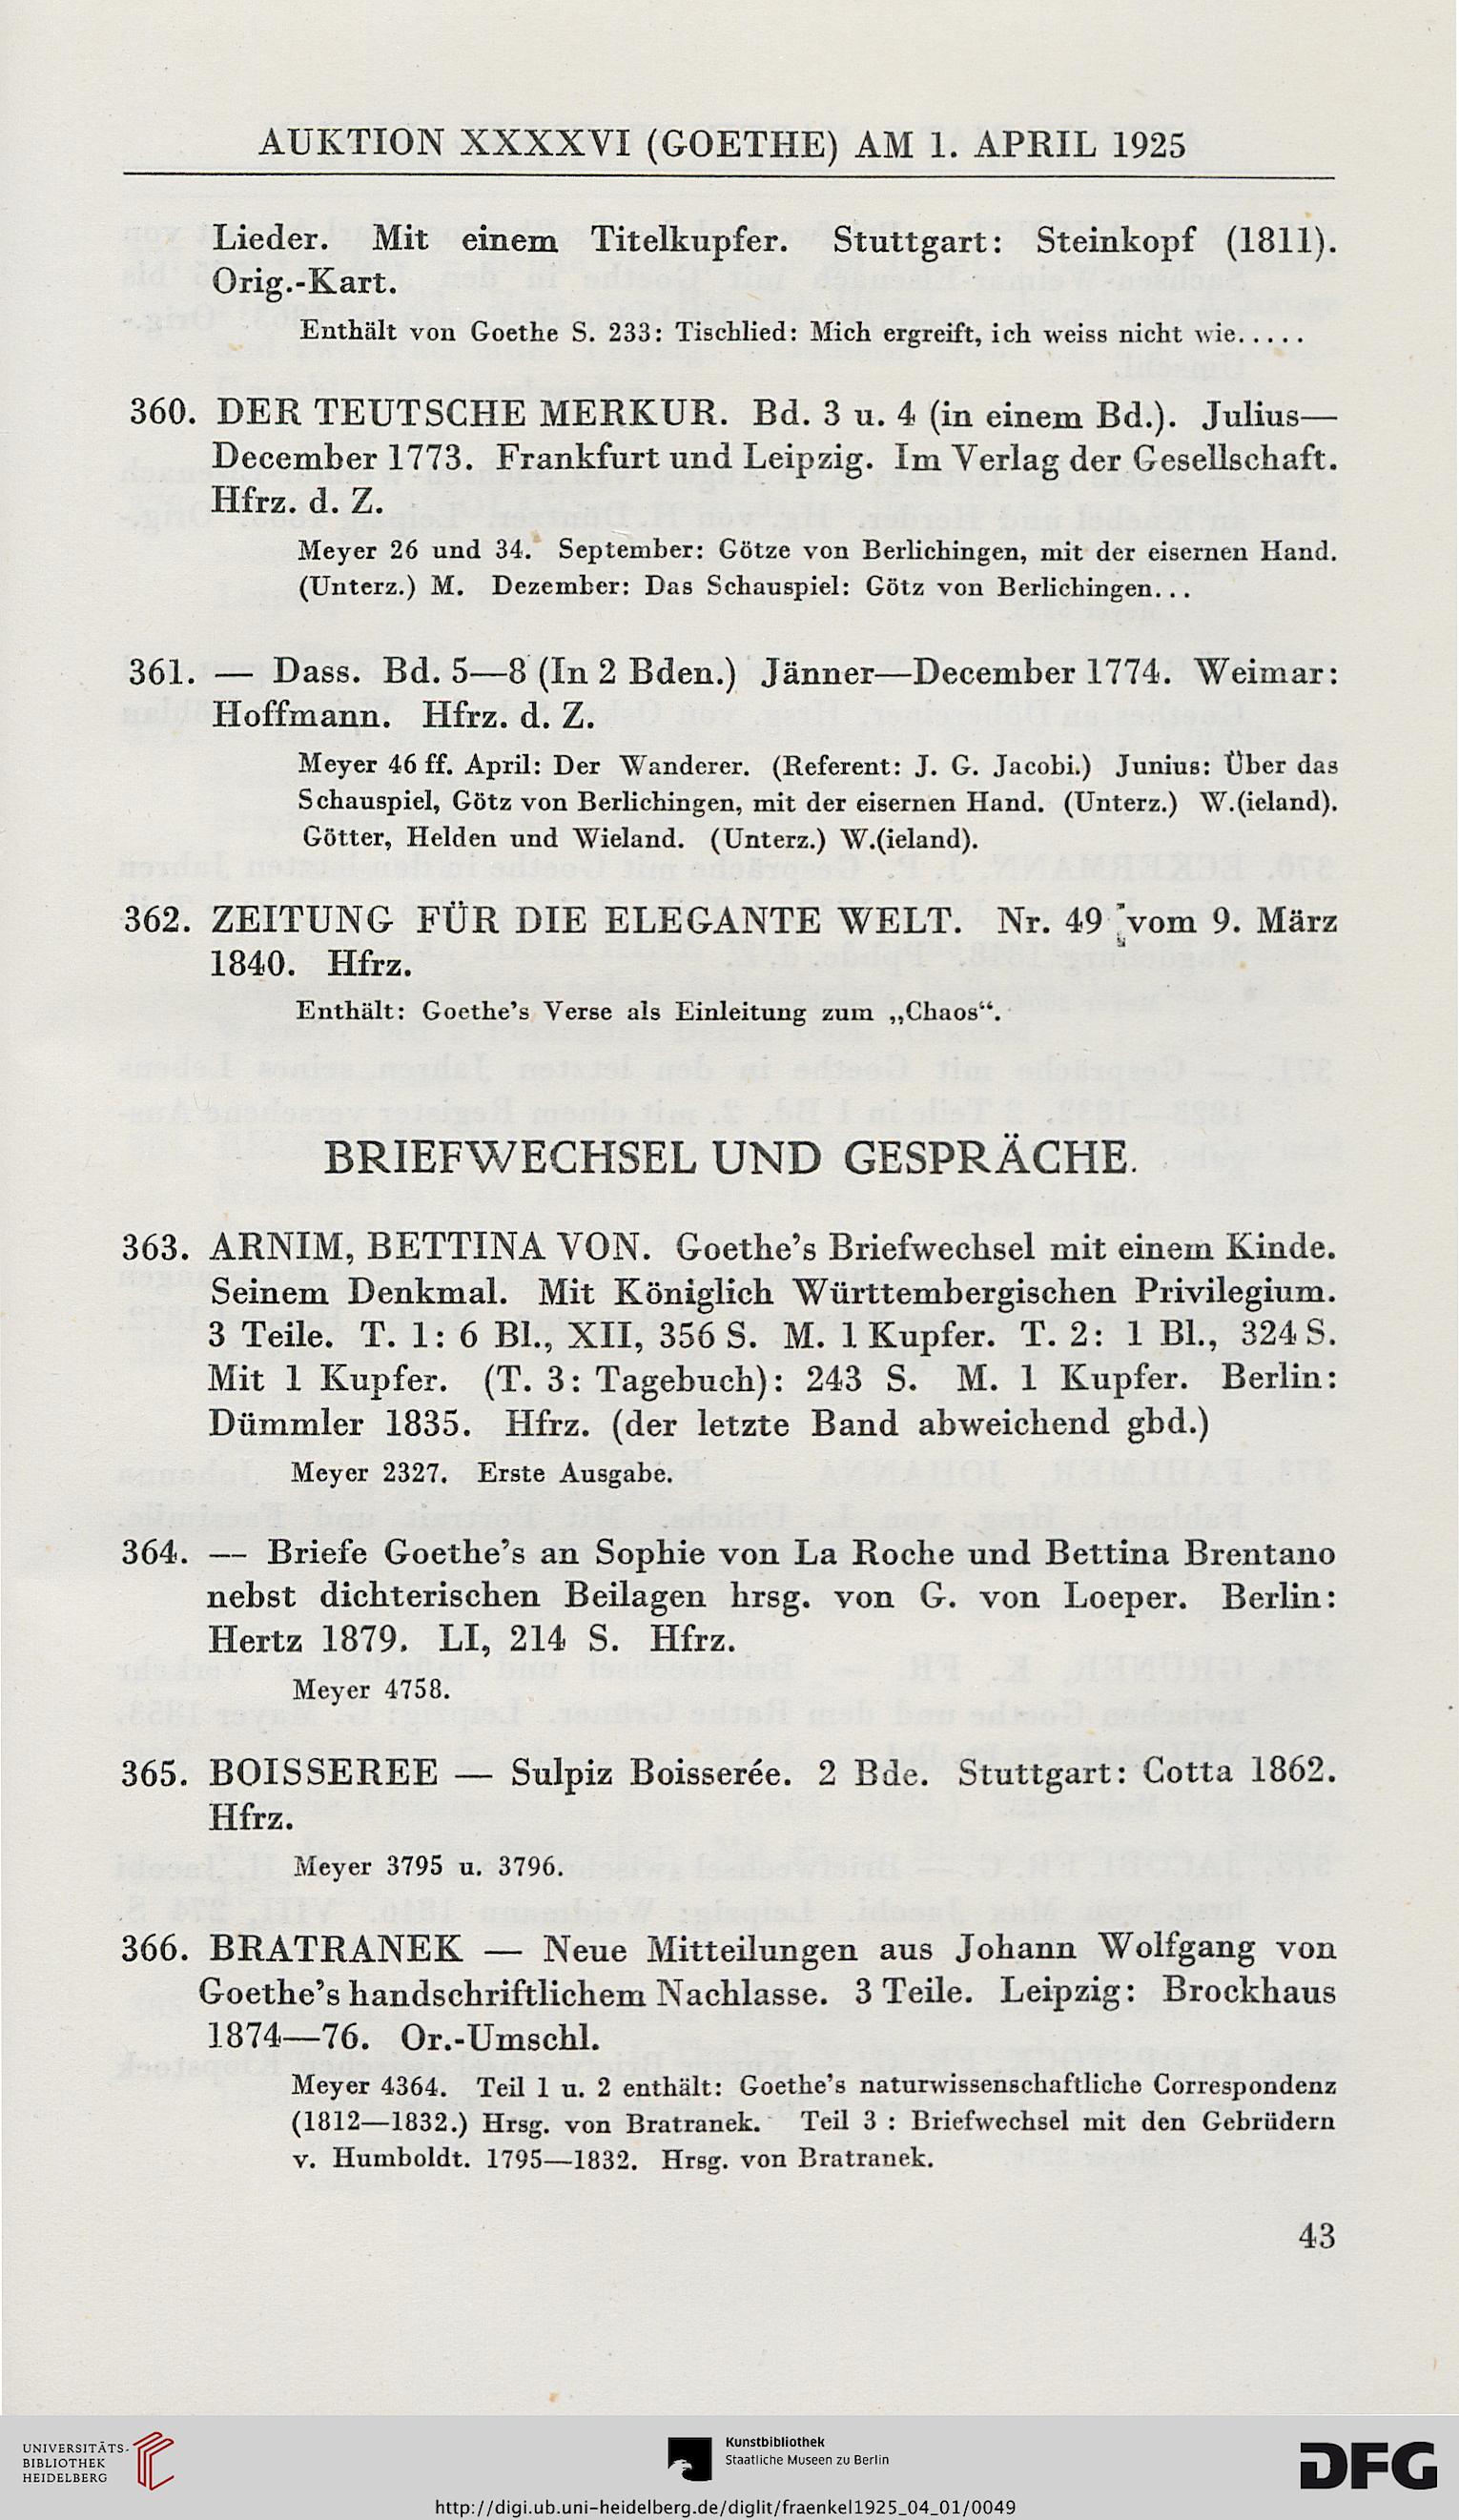 AUKTION XXXXVI (GOETHE) AM 1. APRIL 1925
Lieder. Mit einem Titelkupfer. Stuttgart: Steinkopf (1811).
Orig.-Kart.
Enthält von Goethe S. 233: Tischlied: Mich ergreift, ich weiss nicht wie.....
360. DER TEUTSCHE MERKUR. Bd. 3 u. 4 (in einem Bd.). Julius—
December 1773. Frankfurt und Leipzig. Im Verlag der Gesellschaft.
Hfrz. d. Z.
Meyer 26 und 34. September: Götze von Berlichingen, mit der eisernen Hand.
(Unterz.) M. Dezember: Das Schauspiel: Götz von Berlichingen...
361. — Dass. Bd. 5—8 (In 2 Bden.) Jänner—December 1774. Weimar:
Hoffmann. Hfrz. d. Z.
Meyer 46 ff. April: Der Wanderer. (Referent: J. G. Jacobi.) Junius: Über das
Schauspiel, Götz von Berlichingen, mit der eisernen Hand. (Unterz.) W.(ieland).
Götter, Helden und Wieland. (Unterz.) W.(ieland).
362. ZEITUNG FÜR DIE ELEGANTE WELT. Nr. 49 vom 9. März
1840. Hfrz.
Enthält: Goethe's Verse als Einleitung zum „Chaos“.
BRIEFWECHSEL UND GESPRÄCHE.
363. ARNIM, BETTINA VON. Goethe's Briefwechsel mit einem Kinde.
Seinem Denkmal. Mit Königlich Württembergischen Privilegium.
3 Teile. T. 1: 6 Bl., XII, 356 S. M. 1 Kupfer. T. 2: 1 Bl., 324 S.
Mit 1 Kupfer. (T. 3: Tagebuch): 243 S. M. 1 Kupfer. Berlin:
Dümmler 1835. Hfrz. (der letzte Band abweichend gbd.)
Meyer 2327. Erste Ausgabe.
364. — Briefe Goethe's an Sophie von La Roche und Bettina Brentano
nebst dichterischen Beilagen hrsg. von G. von Loeper. Berlin:
Hertz 1879. LI, 214 S. Hfrz.
Meyer 4758.
365. BOISSEREE — Sulpiz Boisserée. 2 Bde. Stuttgart: Cotta 1862.
Hfrz.
Meyer 3795 u. 3796.
366. BRATRANEK — Neue Mitteilungen aus Johann Wolfgang von
Goethe's handschriftlichem Nachlasse. 3 Teile. Leipzig: Brockhaus
1874—76. Or.-Umschl.
Meyer 4364. Teil 1 u. 2 enthält: Goethe's naturwissenschaftliche Correspondenz
(1812—1832.) Hrsg. von Bratranek. Teil 3 : Briefwechsel mit den Gebrüdern
v. Humboldt. 1795—1832. Hrsg. von Bratranek.
43
UNIVERSITÄTS-
BIBLIOTHEK
HEIDELBERG
Kunstbibliothek
Staatliche Museen zu Berlin
DFG
http://digi.ub.uni-heidelberg.de/diglit/fraenkel1925_04_01/0049